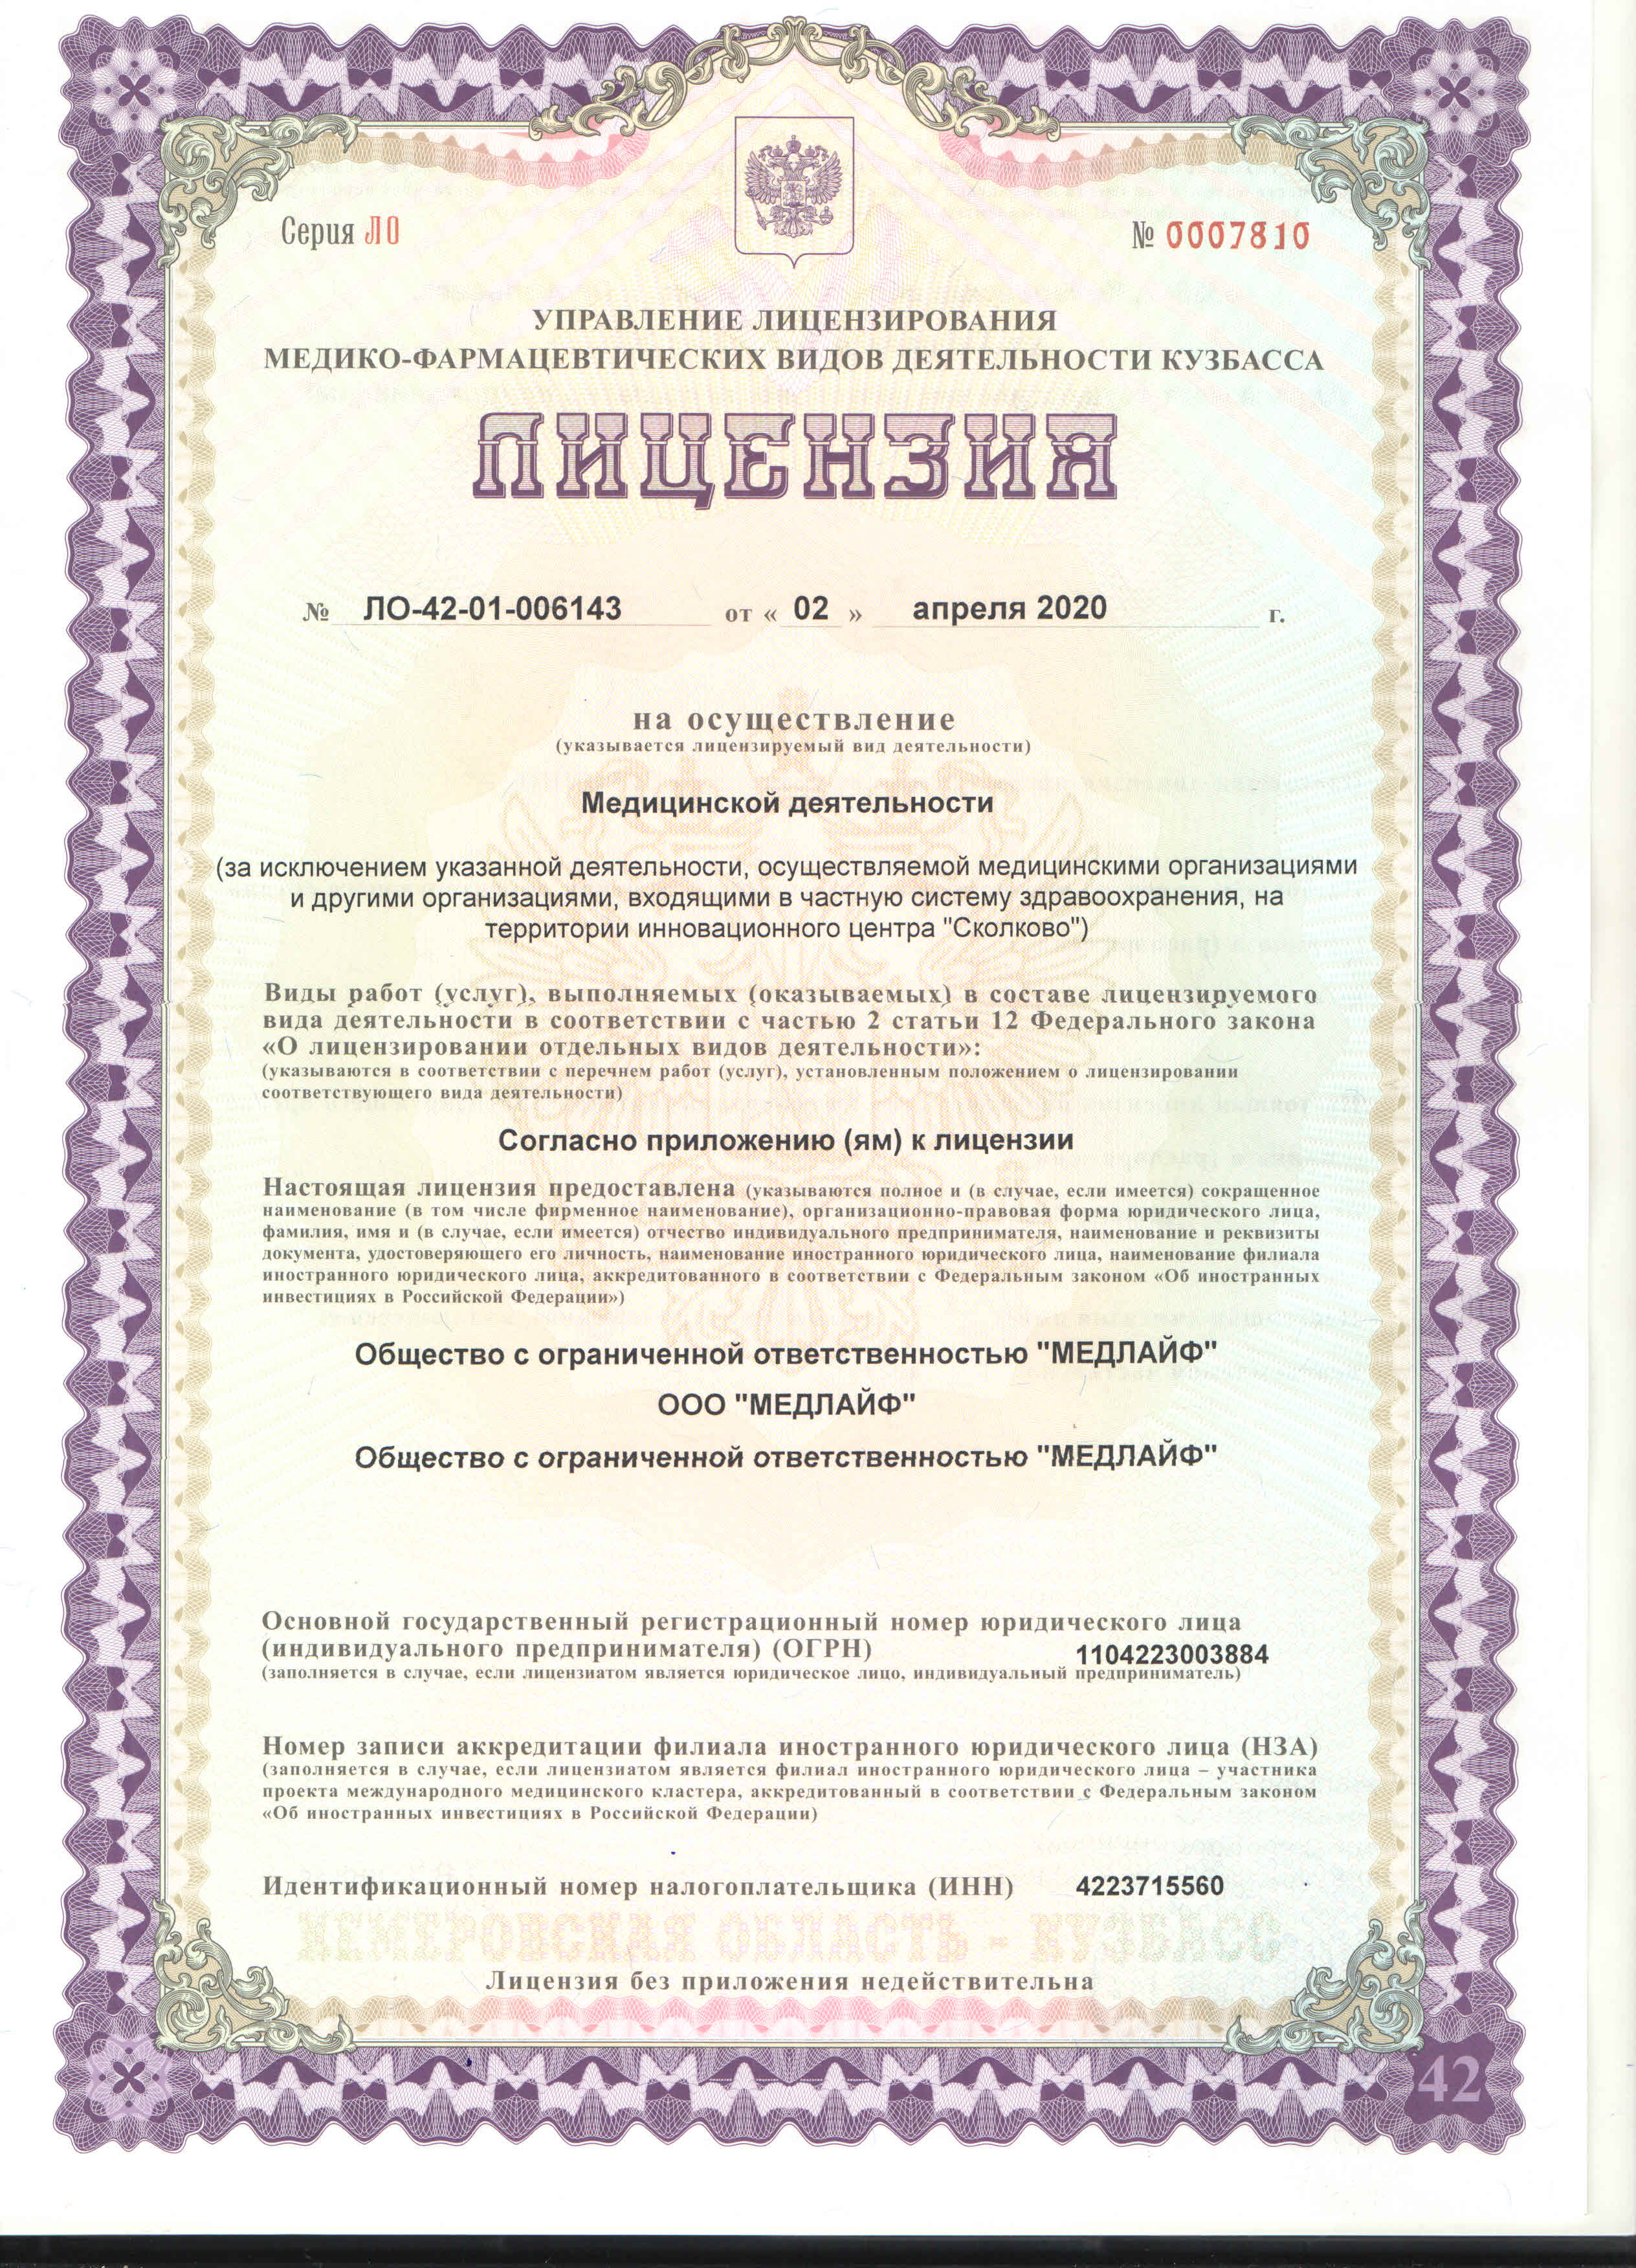 Серия ЛО
№ 0007810
УПРАВЛЕНИЕ ЛИЦЕНЗИРОВАНИЯ
МЕДИКО-ФАРМАЦЕВТИЧЕСКИХ ВИДОВ ДЕЯТЕЛЬНОСТИ КУЗБАССА
ЛИЦЕНЗИЯ
№ ЛО-42-01-006143 от « 02 » апреля 2020 г.
на осуществление
(указывается лицензируемый вид деятельности)
Медицинской деятельности
(за исключением указанной деятельности, осуществляемой медицинскими организациями
и другими организациями, входящими в частную систему здравоохранения, на
территории инновационного центра "Сколково")
Виды работ (услуг), выполняемых (оказываемых) в составе лицензируемого
вида деятельности в соответствии с частью 2 статьи 12 Федерального закона
«О лицензировании отдельных видов деятельности»:
(указываются в соответствии с перечнем работ (услуг), установленным положением о лицензировании
соответствующего вида деятельности)
Согласно приложению (ям) к лицензии
Настоящая лицензия предоставлена (указываются полное и (в случае, если имеется) сокращенное
наименование (в том числе фирменное наименование), организационно-правовая форма юридического лица,
фамилия, имя и (в случае, если имеется) отчество индивидуального предпринимателя, наименование и реквизиты
документа, удостоверяющего его личность, наименование иностранного юридического лица, наименование филиала
иностранного юридического лица, аккредитованного в соответствии с Федеральным законом «Об иностранных
инвестициях в Российской Федерации»)
Общество с ограниченной ответственностью "МЕДЛАЙФ"
ООО "МЕДЛАЙФ"
Общество с ограниченной ответственностью "МЕДЛАЙФ"
Основной государственный регистрационный номер юридического лица
(индивидуального предпринимателя) (ОГРН) 1104223003884
(заполняется в случае, если лицензиатом является юридическое лицо, индивидуальный предприниматель)
Номер записи аккредитации филиала иностранного юридического лица (НЗА)
(заполняется в случае, если лицензиатом является филиал иностранного юридического лица – участника
проекта международного медицинского кластера, аккредитованный в соответствии с Федеральным законом
«Об иностранных инвестициях в Российской Федерации)
Идентификационный номер налогоплательщика (ИНН) 4223715560
КЕМЕРОВСКАЯ ОБЛАСТЬ - КУЗБАСС
Лицензия без приложения недействительна
42